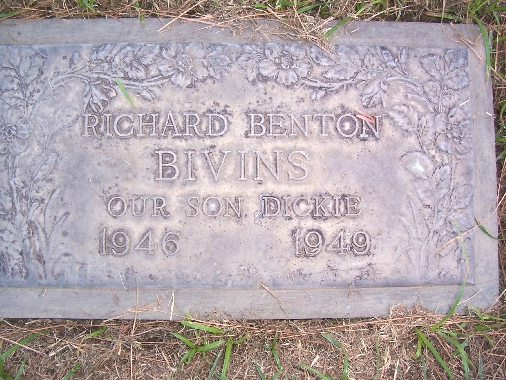 RICHARD BENTON
BIVINS
OUR SON DICKIE
1946 1949